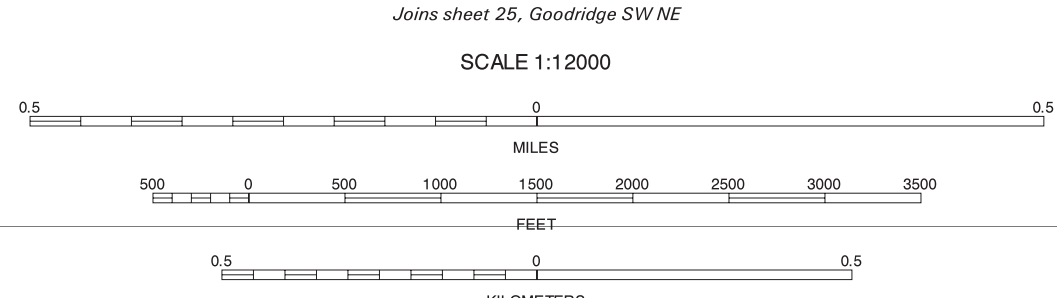 Joins sheet 25, Goodridge SW NE
SCALE 1:12000
0.5 0 0.5
MILES
500 0 500 1000 1500 2000 2500 3000 3500
FEET
0.5 0 0.5
KILOMETERS